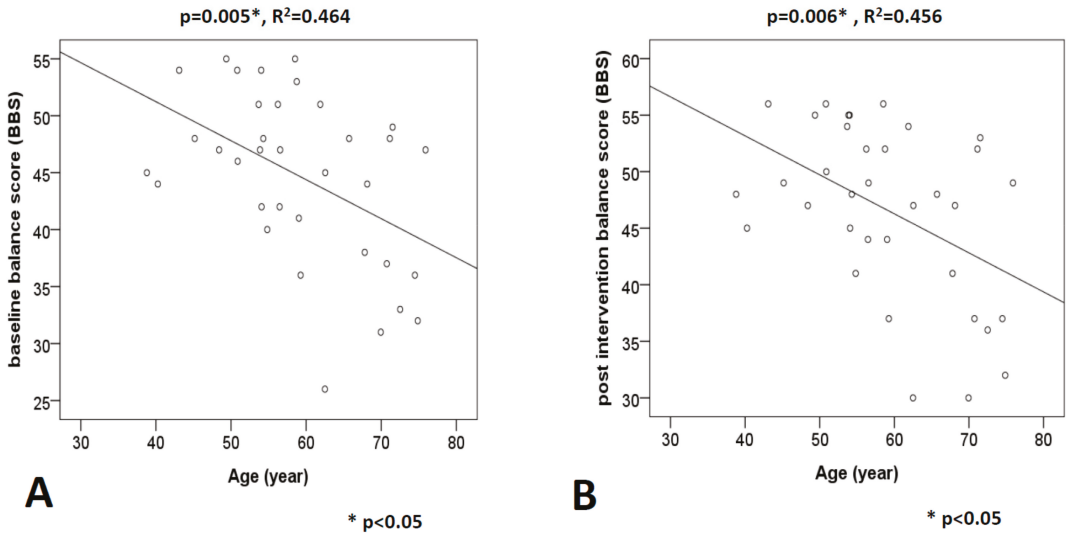 p=0.005*, R²=0.464
55
50
45
40
35
30
25
baseline balance score (BBS)
30 40 50 60 70 80
Age (year)
A
* p<0.05
p=0.006* , R²=0.456
60
55
50
45
40
35
30
post intervention balance score (BBS)
30 40 50 60 70 80
Age (year)
B
* p<0.05